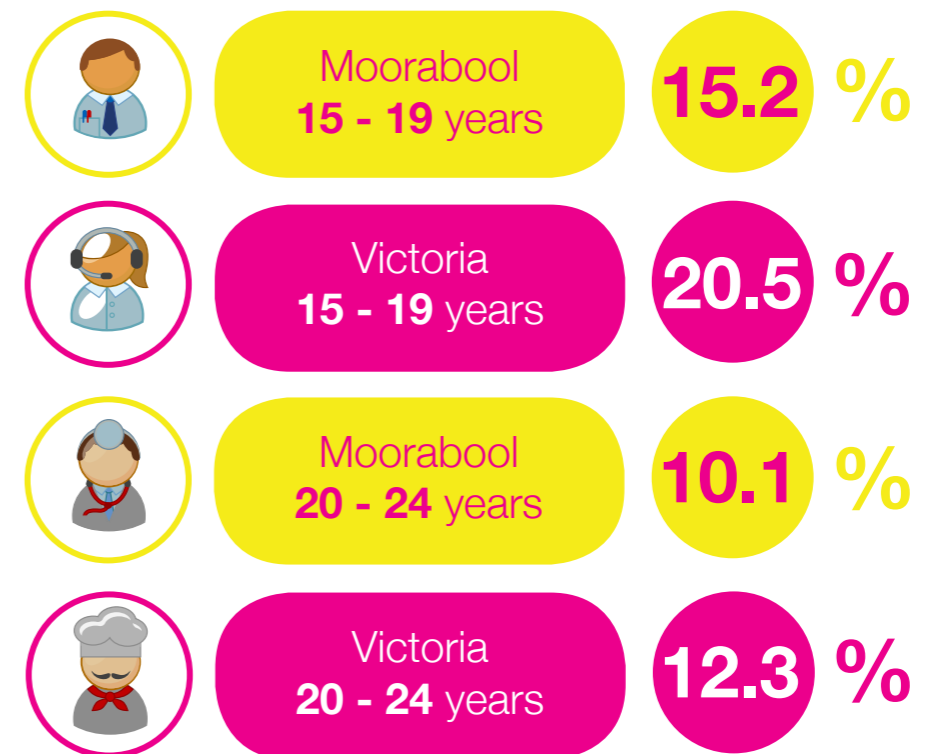 Moorabool
15 - 19 years
15.2 %
Victoria
15 - 19 years
20.5 %
Moorabool
20 - 24 years
10.1 %
Victoria
20 - 24 years
12.3 %